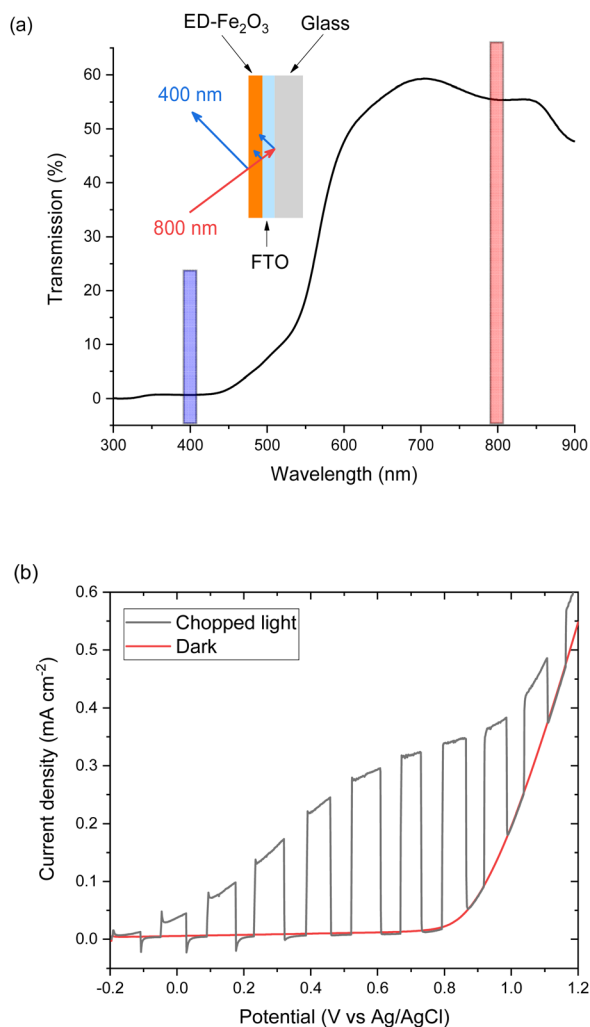 (a)
ED-Fe₂O₃
Glass
400 nm
800 nm
FTO
Transmission (%)
60
50
40
30
20
10
0
300 400 500 600 700 800 900
Wavelength (nm)
(b)
Chopped light
Dark
Current density (mA cm⁻²)
0.6
0.5
0.4
0.3
0.2
0.1
0.0
-0.2 0.0 0.2 0.4 0.6 0.8 1.0 1.2
Potential (V vs Ag/AgCl)